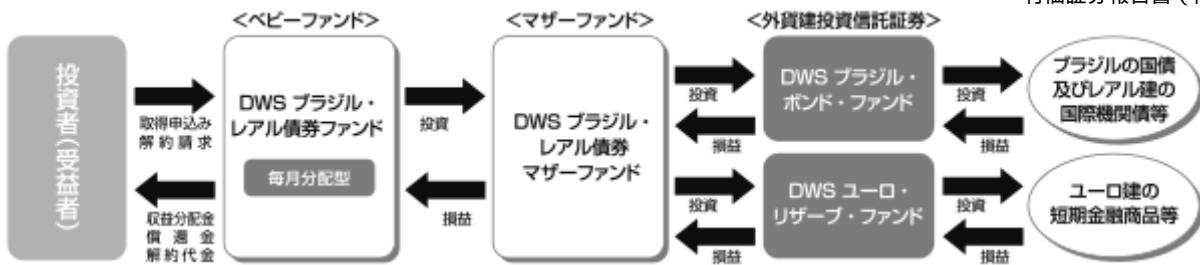 <ベビーファンド>
<マザーファンド>
<外貨建投資信託証券>
投資者(受益者)
取得申込み
解約請求
収益分配金
償還金
解約代金
DWS ブラジル・
レアル債券ファンド
毎月分配型
投資
損益
DWS ブラジル・
レアル債券
マザーファンド
投資
損益
投資
損益
DWS ブラジル・
ボンド・ファンド
DWS ユーロ・
リザーブ・ファンド
投資
損益
投資
損益
ブラジルの国債
及びレアル建の
国際機関債等
ユーロ建の
短期金融商品等